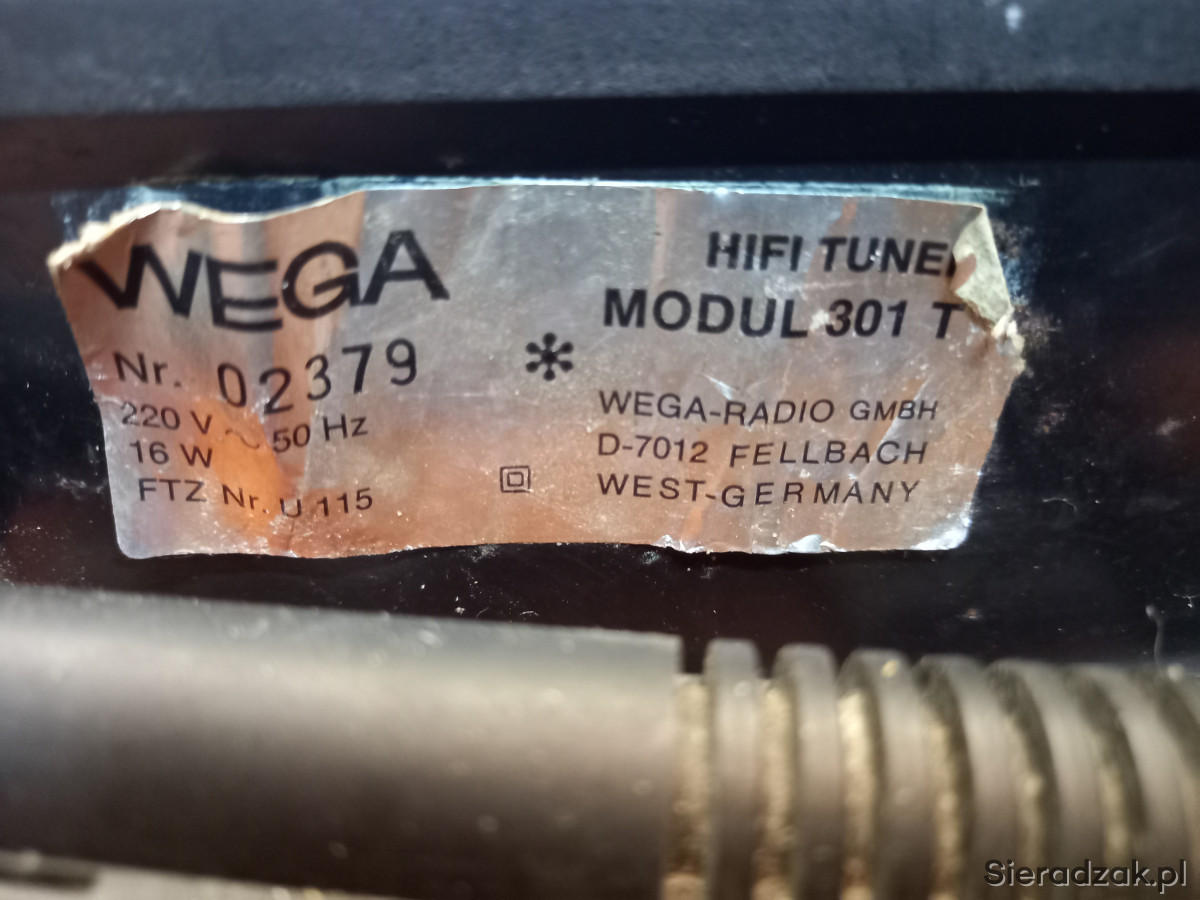 WEGA
Nr. 02379
220 V ~ 50 Hz
16 W
FTZ Nr. U 115
HIFI TUNER
MODUL 301 T
WEGA-RADIO GMBH
D-7012 FELLBACH
WEST-GERMANY
Sieradzak.pl